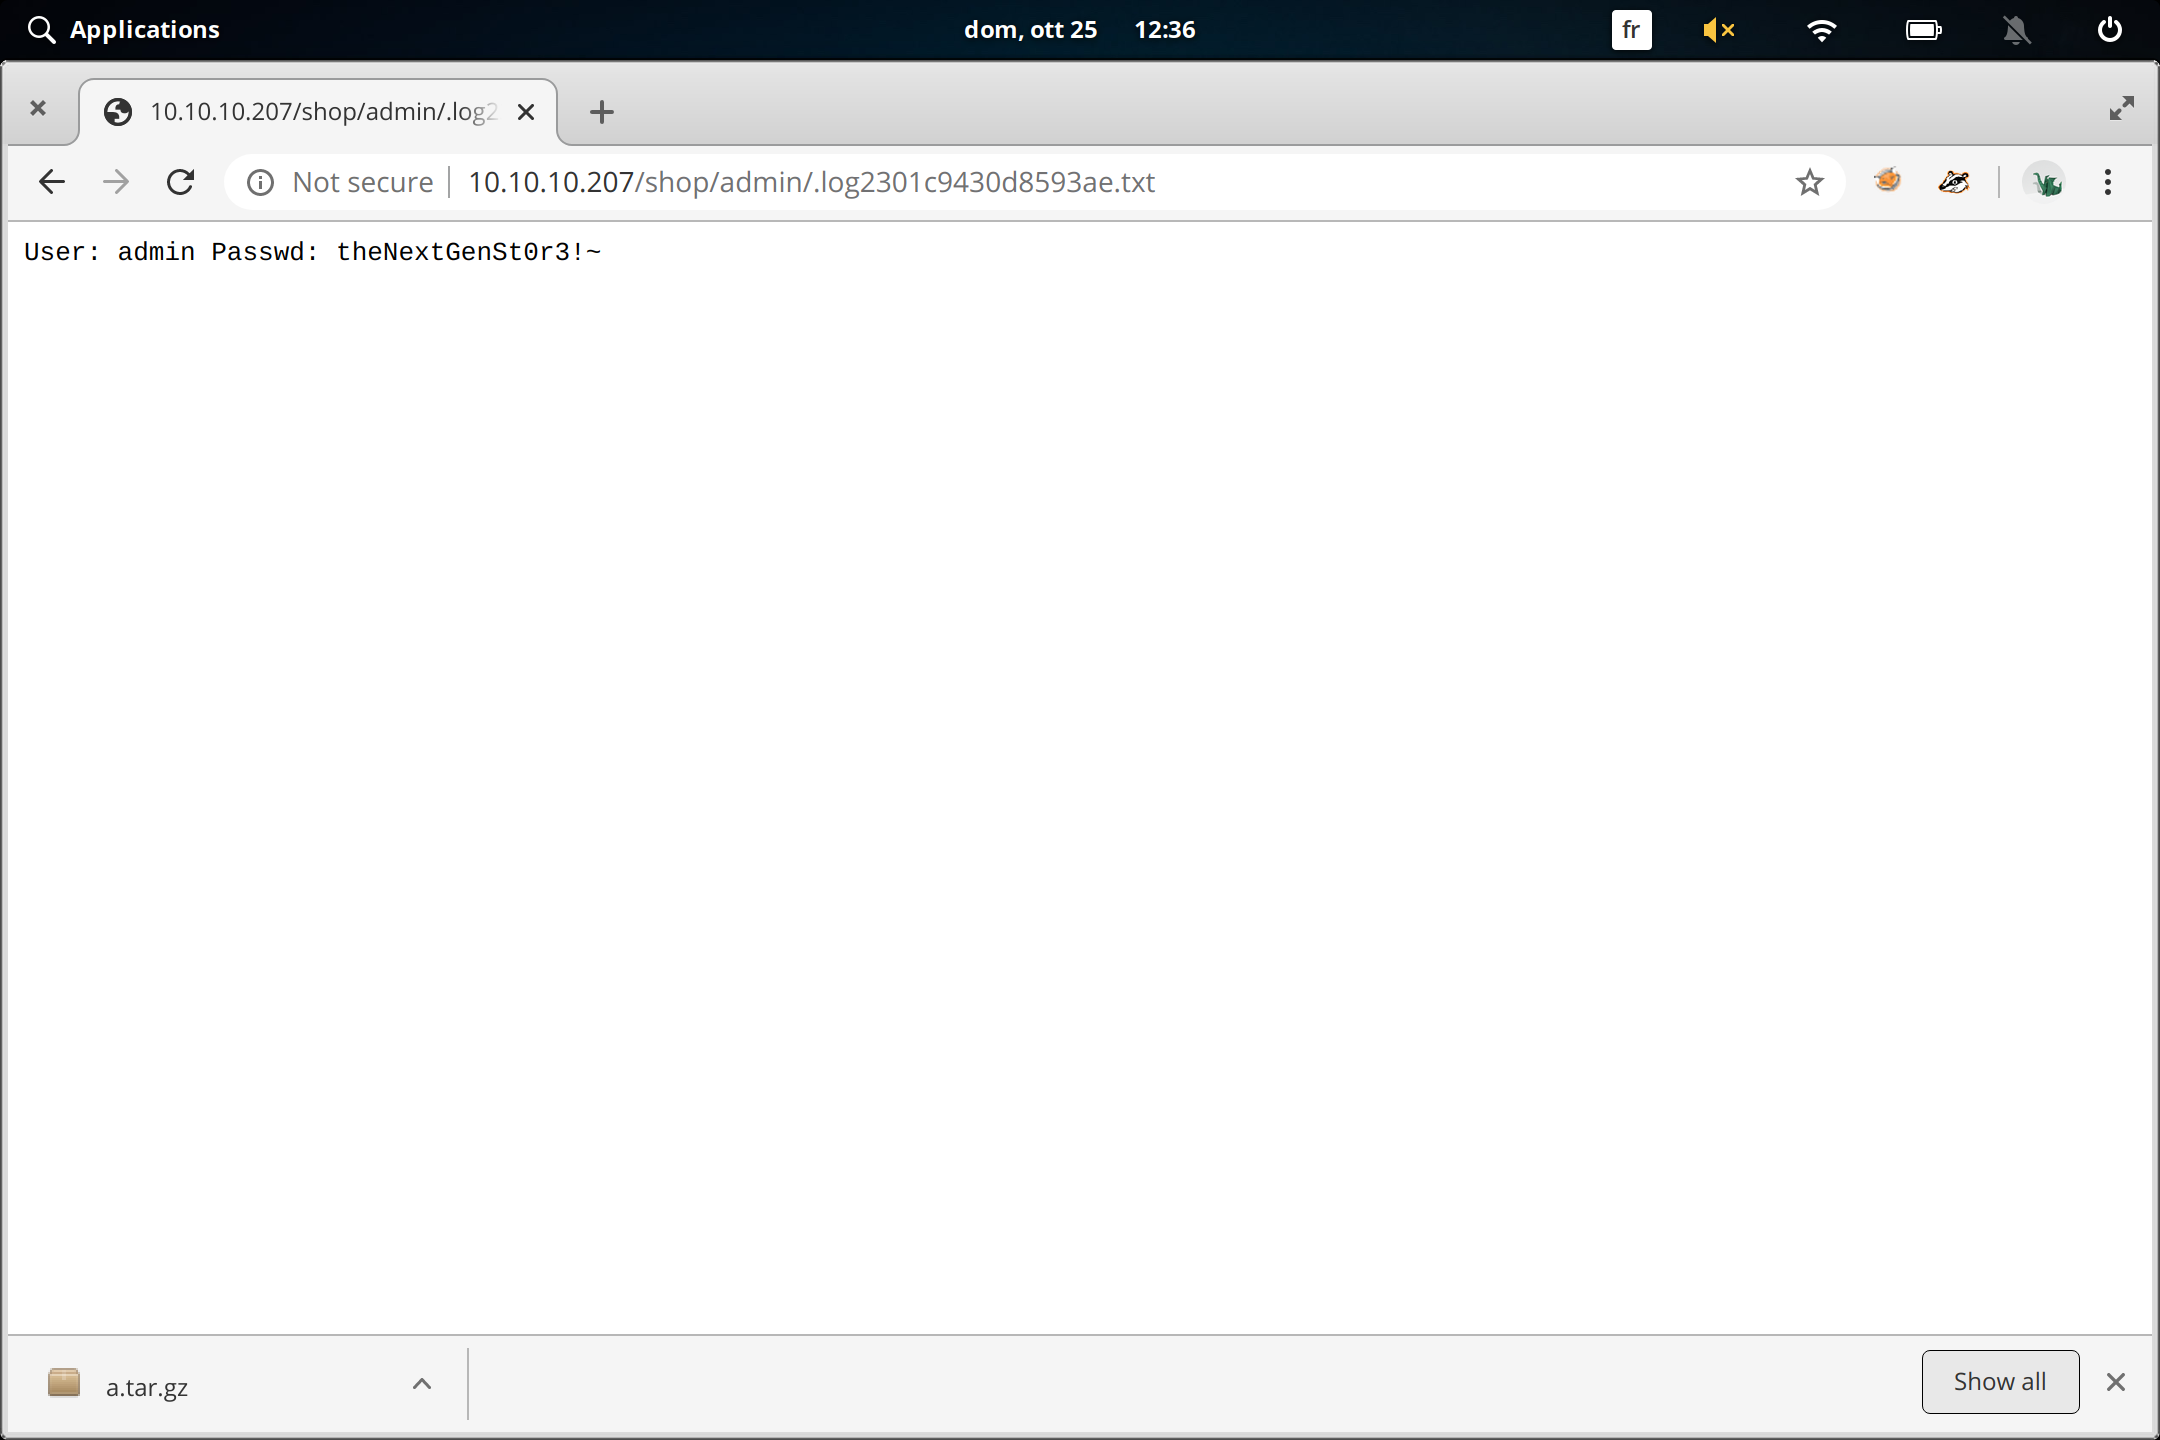 Applications dom, ott 25 12:36 fr
10.10.10.207/shop/admin/.log2
Not secure 10.10.10.207/shop/admin/.log2301c9430d8593ae.txt
User: admin Passwd: theNextGenSt0r3!~
a.tar.gz Show all